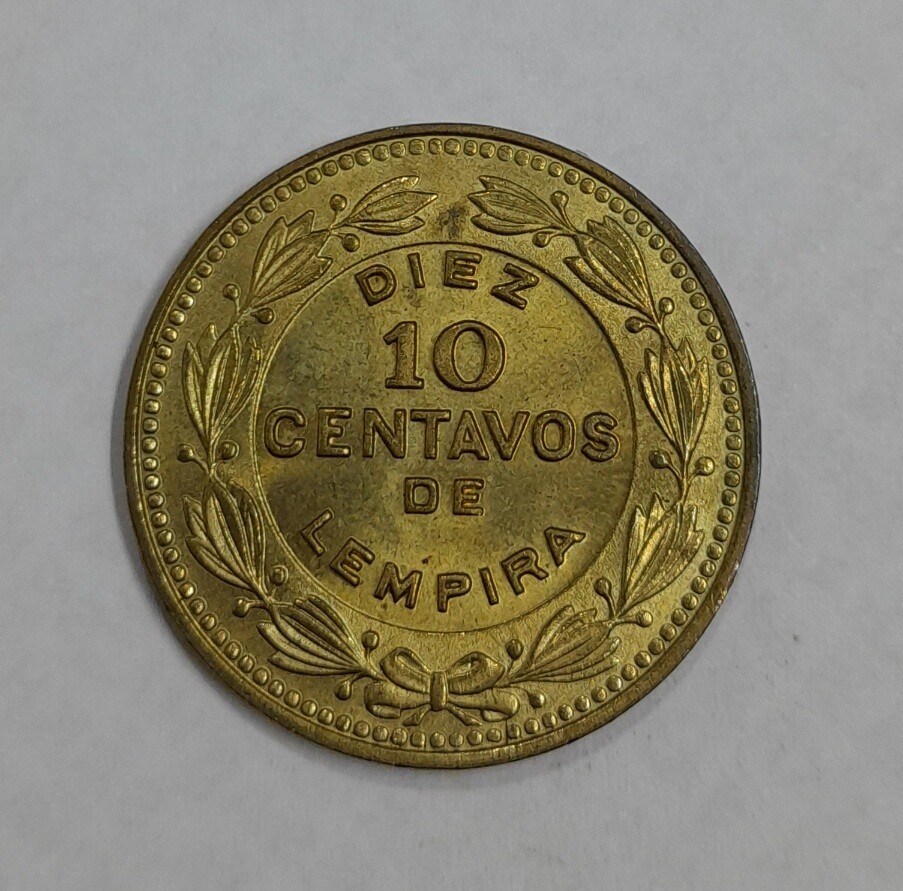 DIEZ
10
CENTAVOS
DE
LEMPIRA